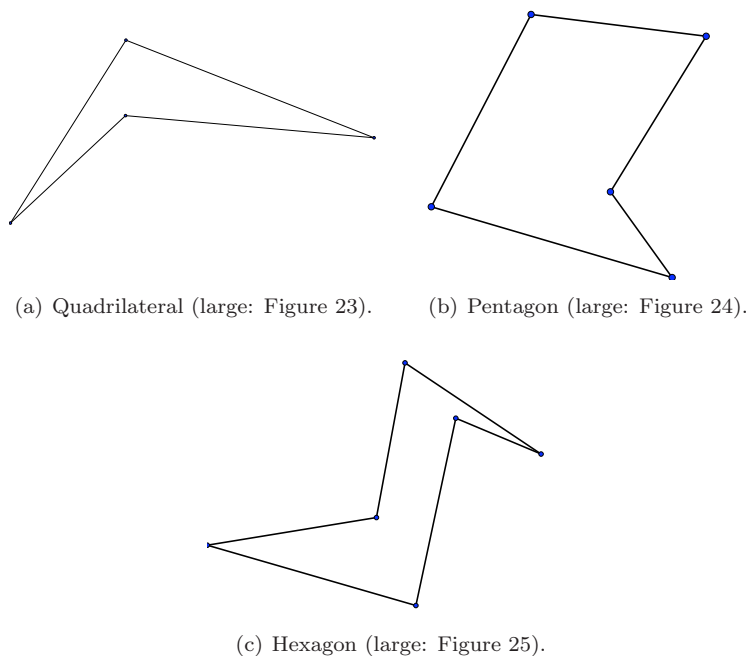 (a) Quadrilateral (large: Figure 23).
(b) Pentagon (large: Figure 24).
(c) Hexagon (large: Figure 25).